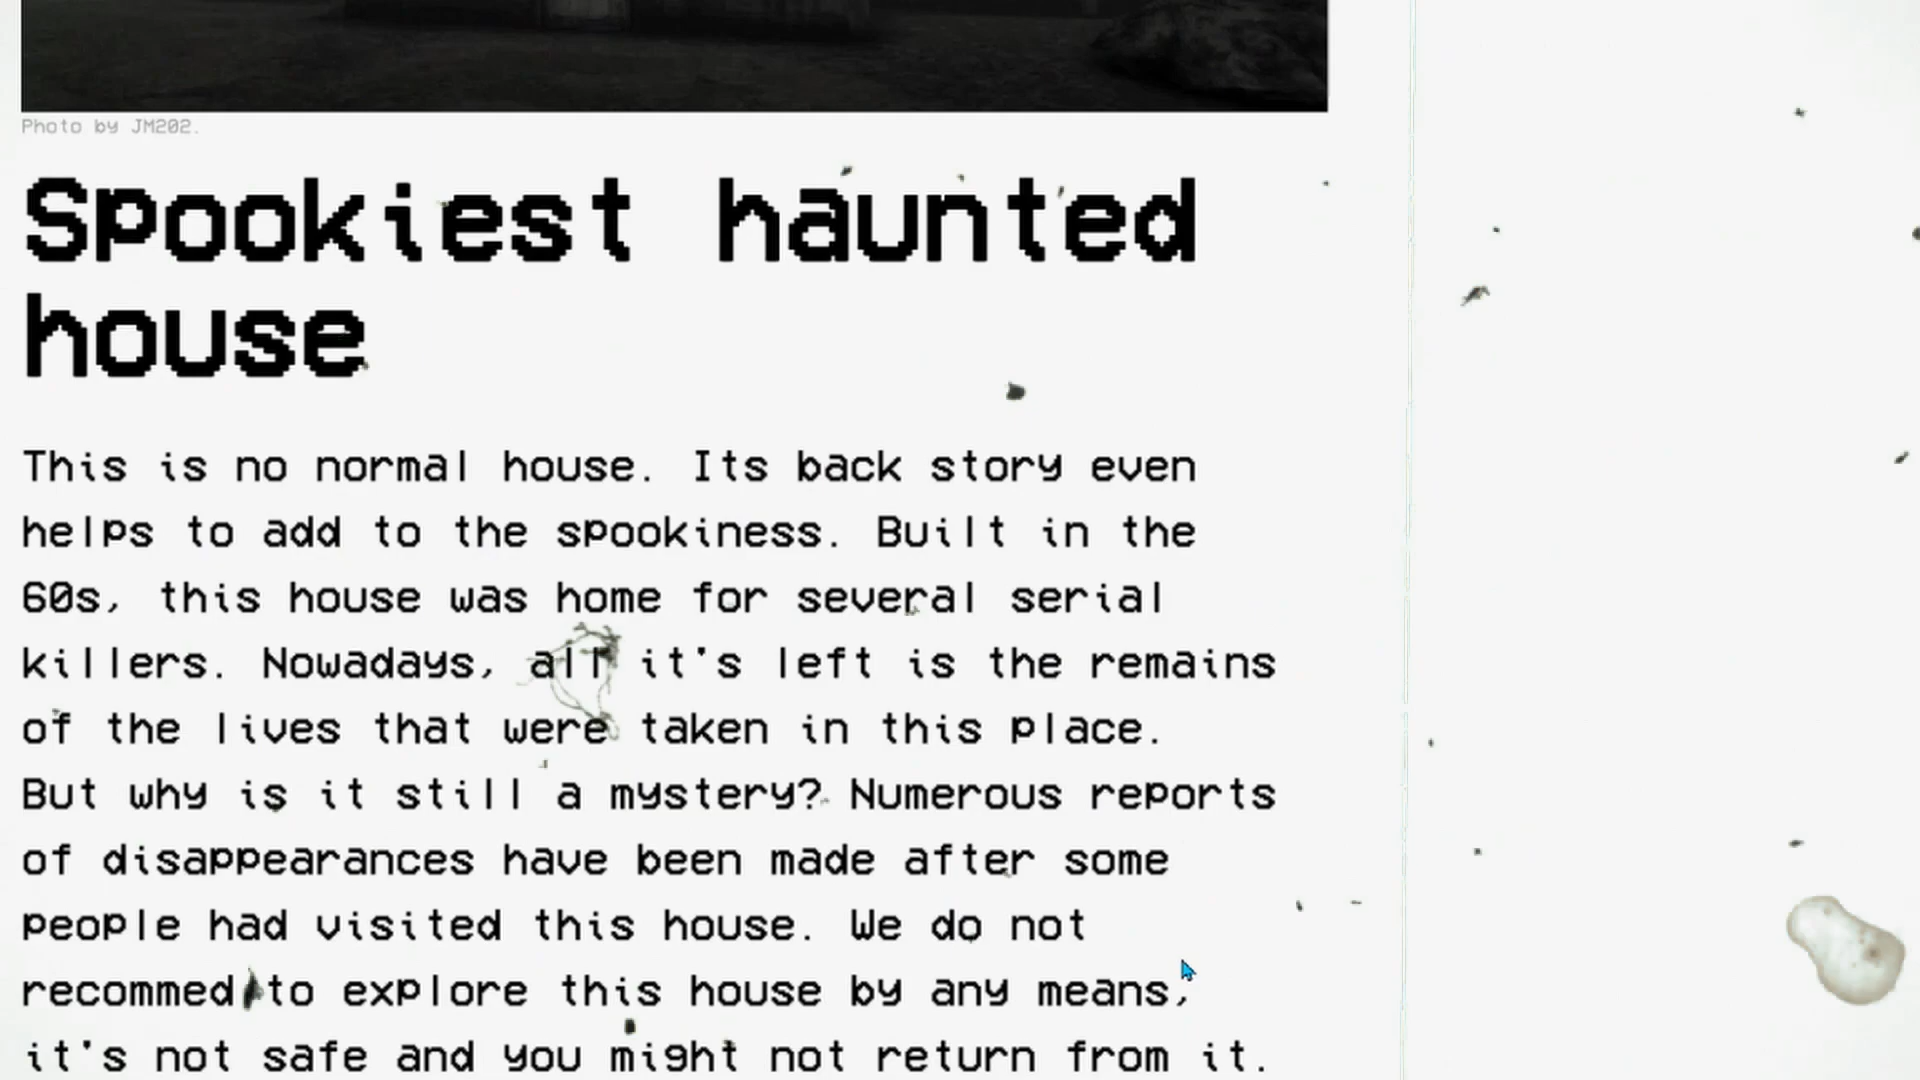 Photo by JM202.
Spookiest haunted
house
This is no normal house. Its back story even
helps to add to the spookiness. Built in the
60s, this house was home for several serial
killers. Nowadays, all it's left is the remains
of the lives that were taken in this place.
But why is it still a mystery? Numerous reports
of disappearances have been made after some
people had visited this house. We do not
recommed to explore this house by any means,
it's not safe and you might not return from it.